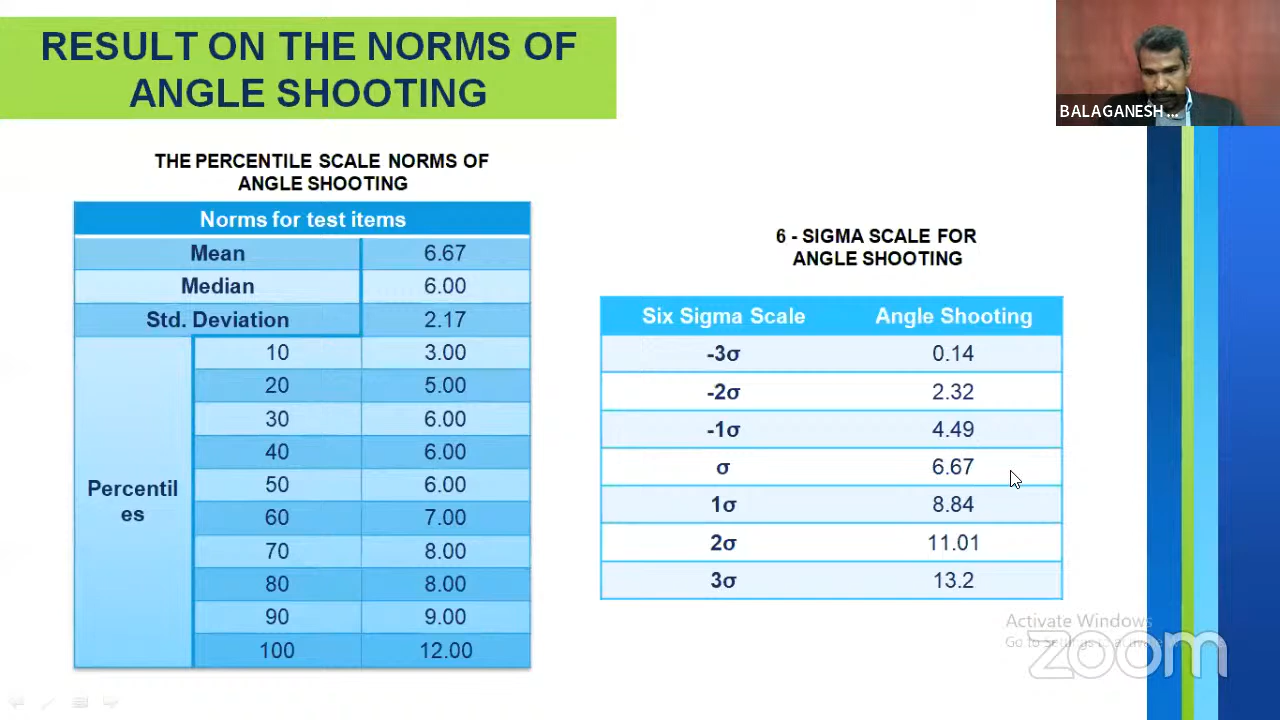 RESULT ON THE NORMS OF
ANGLE SHOOTING
BALAGANESH ...
THE PERCENTILE SCALE NORMS OF
ANGLE SHOOTING
Norms for test items
Mean 6.67
Median 6.00
Std. Deviation 2.17
Percentil
es
10 3.00
20 5.00
30 6.00
40 6.00
50 6.00
60 7.00
70 8.00
80 8.00
90 9.00
100 12.00
6 - SIGMA SCALE FOR
ANGLE SHOOTING
Six Sigma Scale Angle Shooting
-3σ 0.14
-2σ 2.32
-1σ 4.49
σ 6.67
1σ 8.84
2σ 11.01
3σ 13.2
Activate Windows
Go to Settings to
zoom